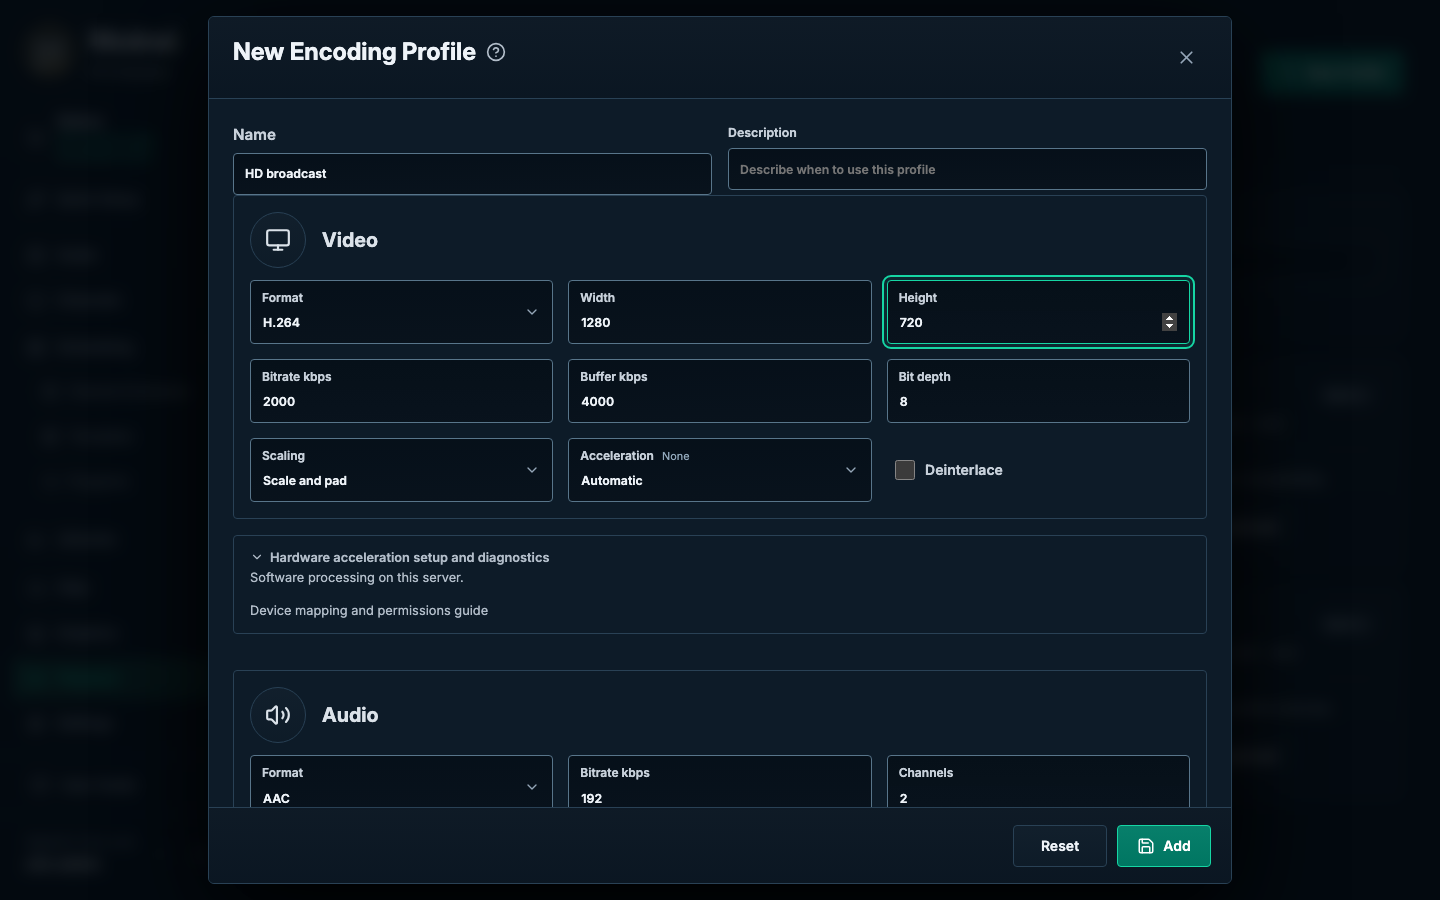 New Encoding Profile
Name
Description
HD broadcast
Describe when to use this profile
Video
Format
H.264
Width
1280
Height
720
Bitrate kbps
2000
Buffer kbps
4000
Bit depth
8
Scaling
Scale and pad
Acceleration None
Automatic
Deinterlace
Hardware acceleration setup and diagnostics
Software processing on this server.
Device mapping and permissions guide
Audio
Format
AAC
Bitrate kbps
192
Channels
2
Reset
Add